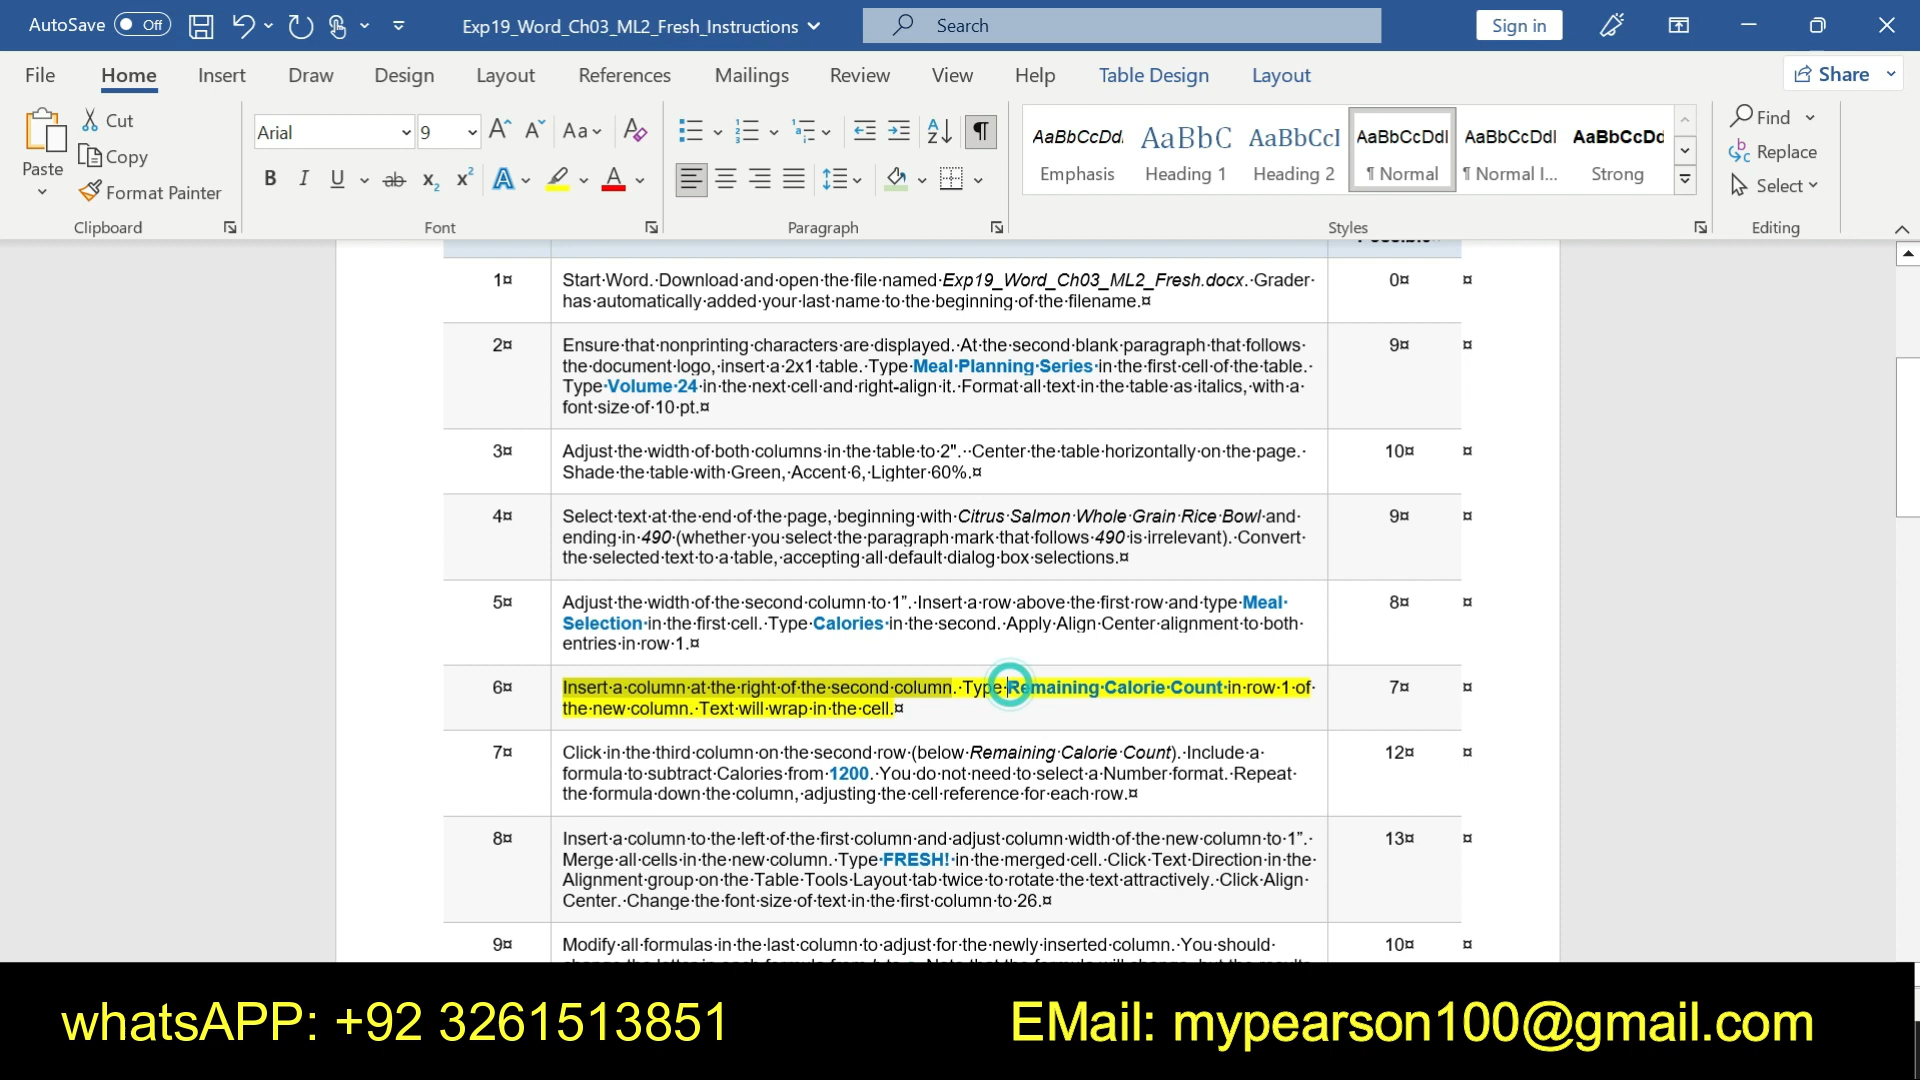 AutoSave Off
Exp19_Word_Ch03_ML2_Fresh_Instructions
Search
Sign in
File Home Insert Draw Design Layout References Mailings Review View Help Table Design Layout
Share
Paste
Cut
Copy
Format Painter
Clipboard
Arial 9
Font
Paragraph
AaBbCcDd AaBbC AaBbCcI AaBbCcDdI AaBbCcDdI AaBbCcDd
Emphasis Heading 1 Heading 2 ¶ Normal ¶ Normal I... Strong
Styles
Find
Replace
Select
Editing
1¤ Start·Word.·Download·and·open·the·file·named·Exp19_Word_Ch03_ML2_Fresh.docx.·Grader· 0¤ ¤
has·automatically·added·your·last·name·to·the·beginning·of·the·filename.¤
2¤ Ensure·that·nonprinting·characters·are·displayed.·At·the·second·blank·paragraph·that·follows· 9¤ ¤
the·document·logo,·insert·a·2x1·table.·Type·Meal·Planning·Series·in·the·first·cell·of·the·table.·
Type·Volume·24·in·the·next·cell·and·right-align·it.·Format·all·text·in·the·table·as·italics,·with·a·
font·size·of·10·pt.¤
3¤ Adjust·the·width·of·both·columns·in·the·table·to·2".··Center·the·table·horizontally·on·the·page.· 10¤ ¤
Shade·the·table·with·Green,·Accent·6,·Lighter·60%.¤
4¤ Select·text·at·the·end·of·the·page,·beginning·with·Citrus·Salmon·Whole·Grain·Rice·Bowl·and· 9¤ ¤
ending·in·490·(whether·you·select·the·paragraph·mark·that·follows·490·is·irrelevant).·Convert·
the·selected·text·to·a·table,·accepting·all·default·dialog·box·selections.¤
5¤ Adjust·the·width·of·the·second·column·to·1”.·Insert·a·row·above·the·first·row·and·type·Meal· 8¤ ¤
Selection·in·the·first·cell.·Type·Calories·in·the·second.·Apply·Align·Center·alignment·to·both·
entries·in·row·1.¤
6¤ Insert·a·column·at·the·right·of·the·second·column.·Type·Remaining·Calorie·Count·in·row·1·of· 7¤ ¤
the·new·column.·Text·will·wrap·in·the·cell.¤
7¤ Click·in·the·third·column·on·the·second·row·(below·Remaining·Calorie·Count).·Include·a· 12¤ ¤
formula·to·subtract·Calories·from·1200.·You·do·not·need·to·select·a·Number·format.·Repeat·
the·formula·down·the·column,·adjusting·the·cell·reference·for·each·row.¤
8¤ Insert·a·column·to·the·left·of·the·first·column·and·adjust·column·width·of·the·new·column·to·1”.· 13¤ ¤
Merge·all·cells·in·the·new·column.·Type·FRESH!·in·the·merged·cell.·Click·Text·Direction·in·the·
Alignment·group·on·the·Table·Tools·Layout·tab·twice·to·rotate·the·text·attractively.·Click·Align·
Center.·Change·the·font·size·of·text·in·the·first·column·to·26.¤
9¤ Modify·all·formulas·in·the·last·column·to·adjust·for·the·newly·inserted·column.·You·should· 10¤ ¤
whatsAPP: +92 3261513851
EMail: mypearson100@gmail.com